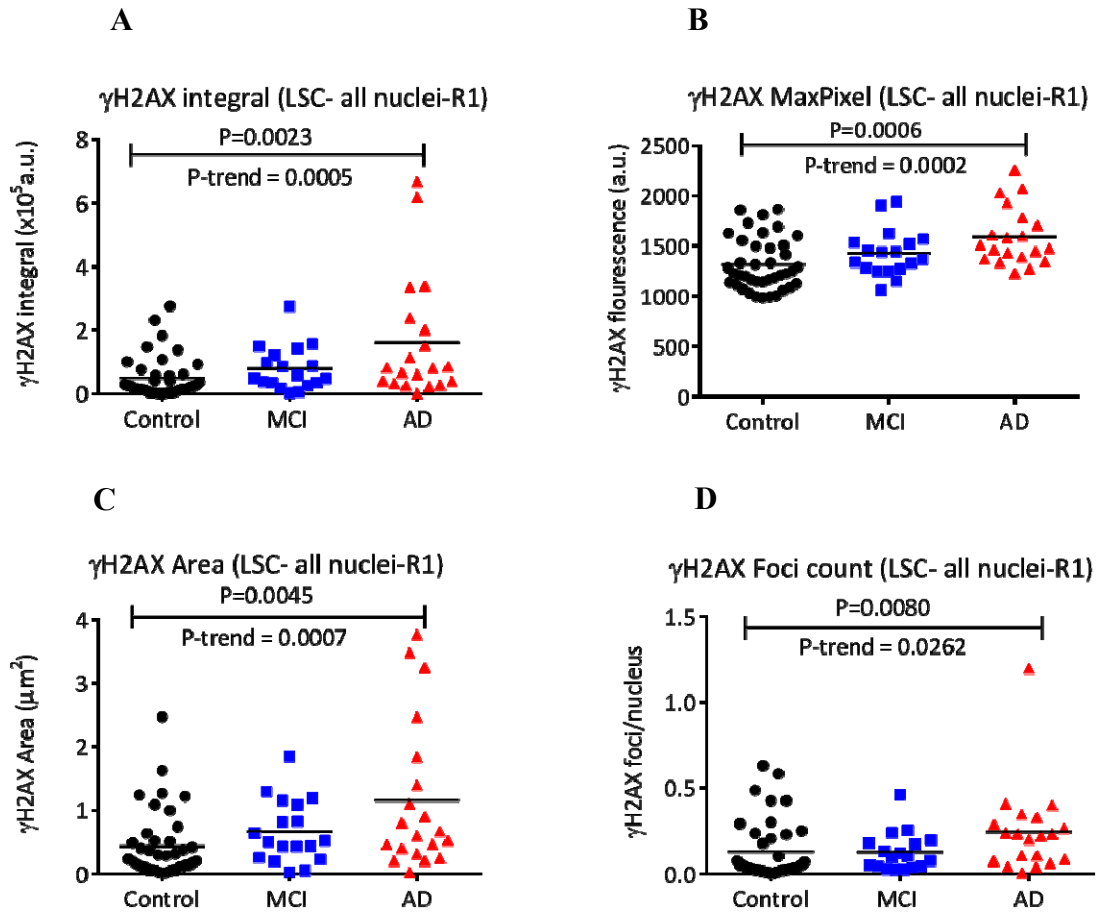 A
γH2AX integral (LSC- all nuclei-R1)
P=0.0023
P-trend = 0.0005
γH2AX integral (x10⁵a.u.)
8
6
4
2
0
Control MCI AD
B
γH2AX MaxPixel (LSC- all nuclei-R1)
P=0.0006
P-trend = 0.0002
γH2AX flourescence (a.u.)
2500
2000
1500
1000
500
0
Control MCI AD
C
γH2AX Area (LSC- all nuclei-R1)
P=0.0045
P-trend = 0.0007
γH2AX Area (μm²)
4
3
2
1
0
Control MCI AD
D
γH2AX Foci count (LSC- all nuclei-R1)
P=0.0080
P-trend = 0.0262
γH2AX foci/nucleus
1.5
1.0
0.5
0.0
Control MCI AD